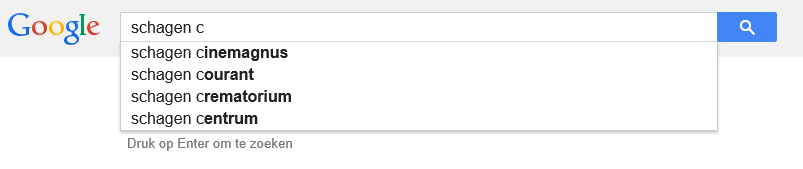 Google
schagen c
schagen cinemagnus
schagen courant
schagen crematorium
schagen centrum
Druk op Enter om te zoeken